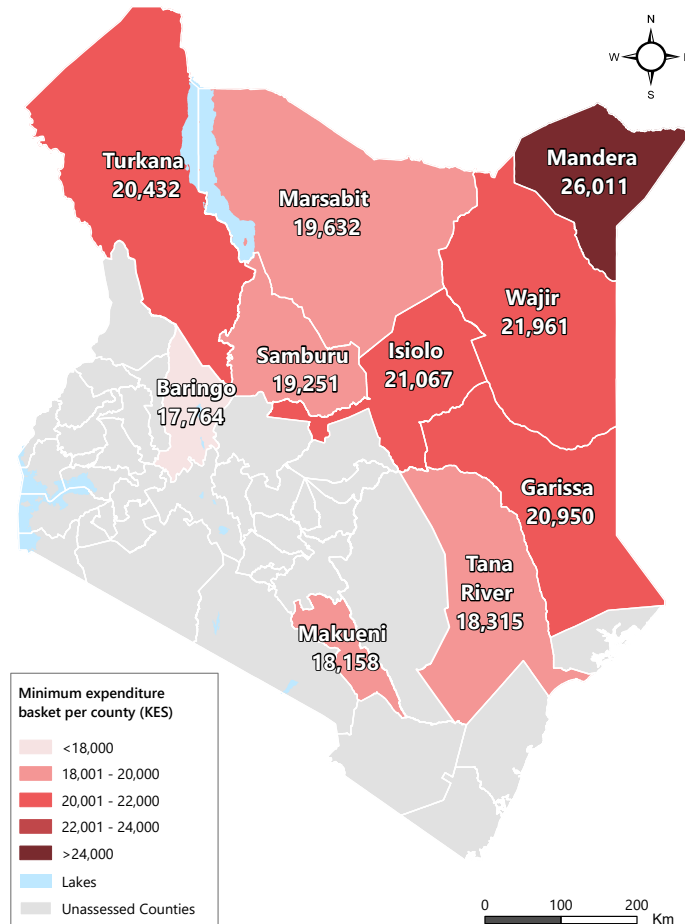 N
W
S
Turkana
20,432
Marsabit
19,632
Mandera
26,011
Wajir
21,961
Samburu
19,251
Isiolo
21,067
Baringo
17,764
Garissa
20,950
Tana
River
18,315
Makueni
18,158
Minimum expenditure
basket per county (KES)
<18,000
18,001 - 20,000
20,001 - 22,000
22,001 - 24,000
>24,000
Lakes
Unassessed Counties
0 100 200
Km